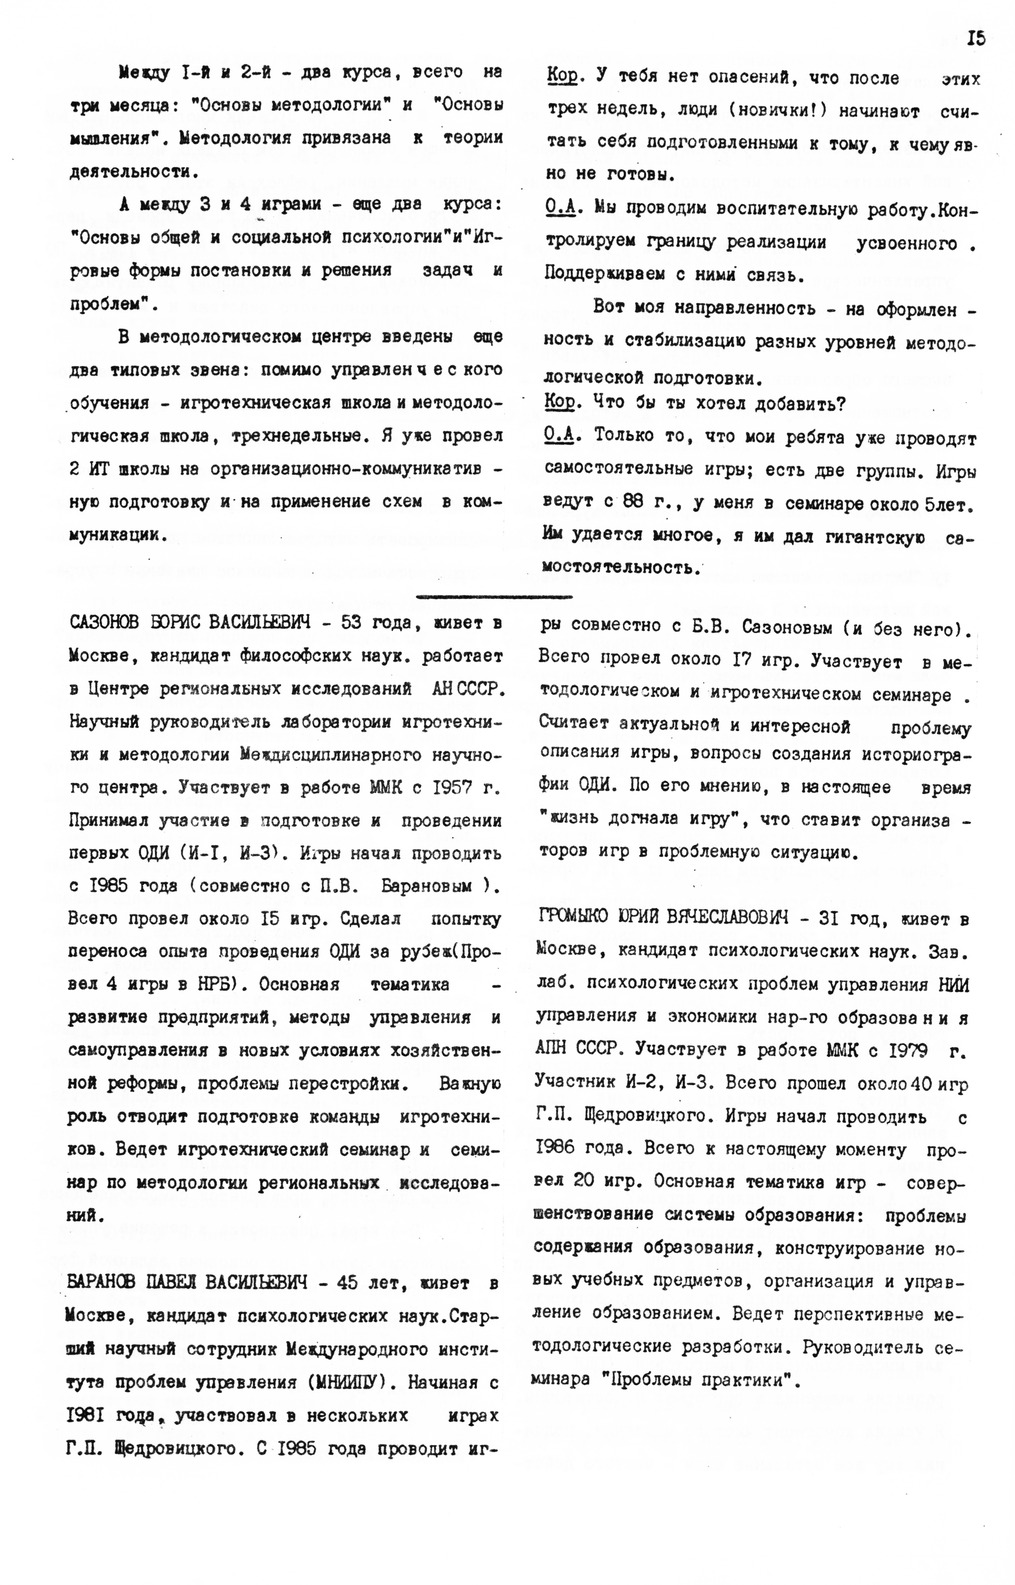 15
Между I-й и 2-й - два курса, всего на
три месяца: "Основы методологии" и "Основы
мышления". Методология привязана к теории
деятельности.
А между 3 и 4 играми - еще два курса:
"Основы общей и социальной психологии"и"Иг-
ровые формы постановки и решения задач и
проблем".
В методологическом центре введены еще
два типовых звена: помимо управленческого
обучения - игротехническая школа и методоло-
гическая школа, трехнедельные. Я уже провел
2 ИТ школы на организационно-коммуникатив -
ную подготовку и на применение схем в ком-
муникации.
Кор. У тебя нет опасений, что после этих
трех недель, люди (новички!) начинают счи-
тать себя подготовленными к тому, к чему яв-
но не готовы.
О.А. Мы проводим воспитательную работу.Кон-
тролируем границу реализации усвоенного .
Поддерживаем с ними связь.
Вот моя направленность - на оформлен -
ность и стабилизацию разных уровней методо-
логической подготовки.
Кор. Что бы ты хотел добавить?
О.А. Только то, что мои ребята уже проводят
самостоятельные игры; есть две группы. Игры
ведут с 88 г., у меня в семинаре около 5лет.
Им удается многое, я им дал гигантскую са-
мостоятельность.
САЗОНОВ БОРИС ВАСИЛЬЕВИЧ - 53 года, живет в
Москве, кандидат философских наук. работает
в Центре региональных исследований АН СССР.
Научный руководитель лаборатории игротехни-
ки и методологии Междисциплинарного научно-
го центра. Участвует в работе ММК с 1957 г.
Принимал участие в подготовке и проведении
первых ОДИ (И-I, И-3). Игры начал проводить
с 1985 года (совместно с П.В. Барановым ).
Всего провел около 15 игр. Сделал попытку
переноса опыта проведения ОДИ за рубеж(Про-
вел 4 игры в НРБ). Основная тематика -
развитие предприятий, методы управления и
самоуправления в новых условиях хозяйствен-
ной реформы, проблемы перестройки. Важную
роль отводит подготовке команды игротехни-
ков. Ведет игротехнический семинар и семи-
нар по методологии региональных исследова-
ний.
БАРАНОВ ПАВЕЛ ВАСИЛЬЕВИЧ - 45 лет, живет в
Москве, кандидат психологических наук.Стар-
ший научный сотрудник Международного инсти-
тута проблем управления (МНИИПУ). Начиная с
1981 года, участвовал в нескольких играх
Г.П. Щедровицкого. С 1985 года проводит иг-
ры совместно с Б.В. Сазоновым (и без него).
Всего провел около 17 игр. Участвует в ме-
тодологическом и игротехническом семинаре .
Считает актуальной и интересной проблему
описания игры, вопросы создания историогра-
фии ОДИ. По его мнению, в настоящее время
"жизнь догнала игру", что ставит организа -
торов игр в проблемную ситуацию.
ГРОМЫКО ЮРИЙ ВЯЧЕСЛАВОВИЧ - 31 год, живет в
Москве, кандидат психологических наук. Зав.
лаб. психологических проблем управления НИИ
управления и экономики нар-го образования
АПН СССР. Участвует в работе ММК с 1979 г.
Участник И-2, И-3. Всего прошел около 40 игр
Г.П. Щедровицкого. Игры начал проводить с
1986 года. Всего к настоящему моменту про-
вел 20 игр. Основная тематика игр - совер-
шенствование системы образования: проблемы
содержания образования, конструирование но-
вых учебных предметов, организация и управ-
ление образованием. Ведет перспективные ме-
тодологические разработки. Руководитель се-
минара "Проблемы практики".